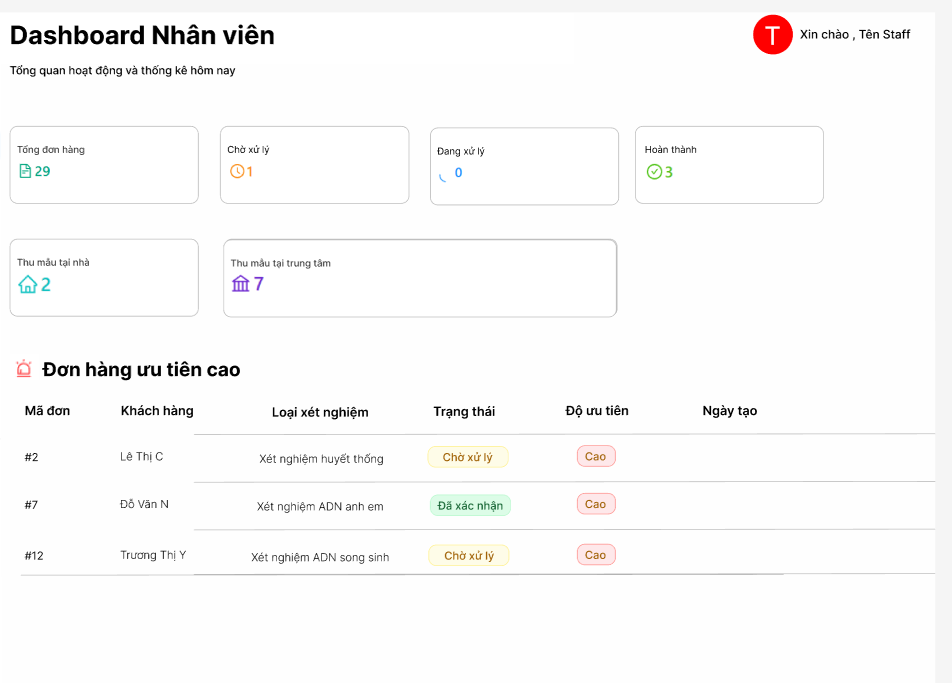 Dashboard Nhân viên
T Xin chào , Tên Staff
Tổng quan hoạt động và thống kê hôm nay
Tổng đơn hàng
29
Chờ xử lý
1
Đang xử lý
0
Hoàn thành
3
Thu mẫu tại nhà
2
Thu mẫu tại trung tâm
7
Đơn hàng ưu tiên cao
Mã đơn Khách hàng Loại xét nghiệm Trạng thái Độ ưu tiên Ngày tạo
#2 Lê Thị C Xét nghiệm huyết thống Chờ xử lý Cao
#7 Đỗ Văn N Xét nghiệm ADN anh em Đã xác nhận Cao
#12 Trương Thị Y Xét nghiệm ADN song sinh Chờ xử lý Cao